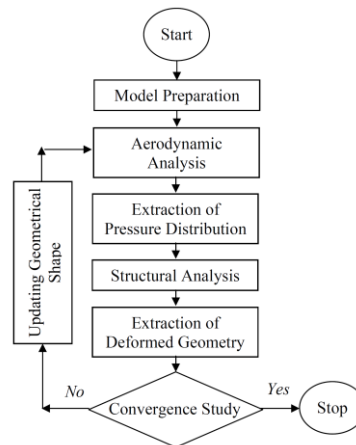 Start
Model Preparation
Aerodynamic
Analysis
Extraction of
Pressure Distribution
Structural Analysis
Extraction of
Deformed Geometry
Updating Geometrical
Shape
No
Yes
Convergence Study
Stop